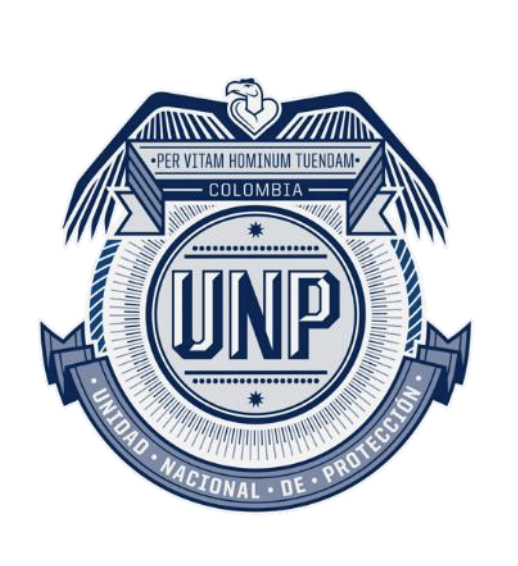 •PER VITAM HOMINUM TUENDAM•
COLOMBIA
UNP
• UNIDAD • NACIONAL • DE • PROTECCIÓN •